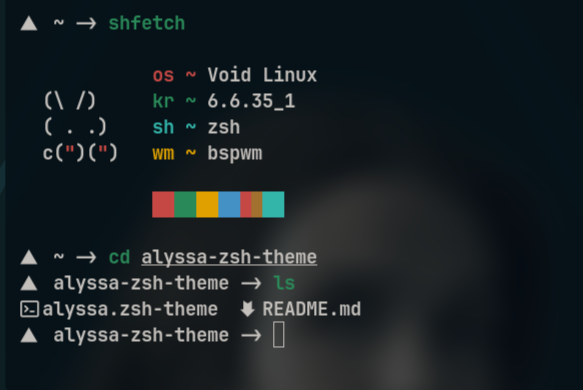 ▲ ~ → shfetch
os ~ Void Linux
(\ /) kr ~ 6.6.35_1
( . .) sh ~ zsh
c(")(") wm ~ bspwm
▲ ~ → cd alyssa-zsh-theme
▲ alyssa-zsh-theme → ls
alyssa.zsh-theme README.md
▲ alyssa-zsh-theme →